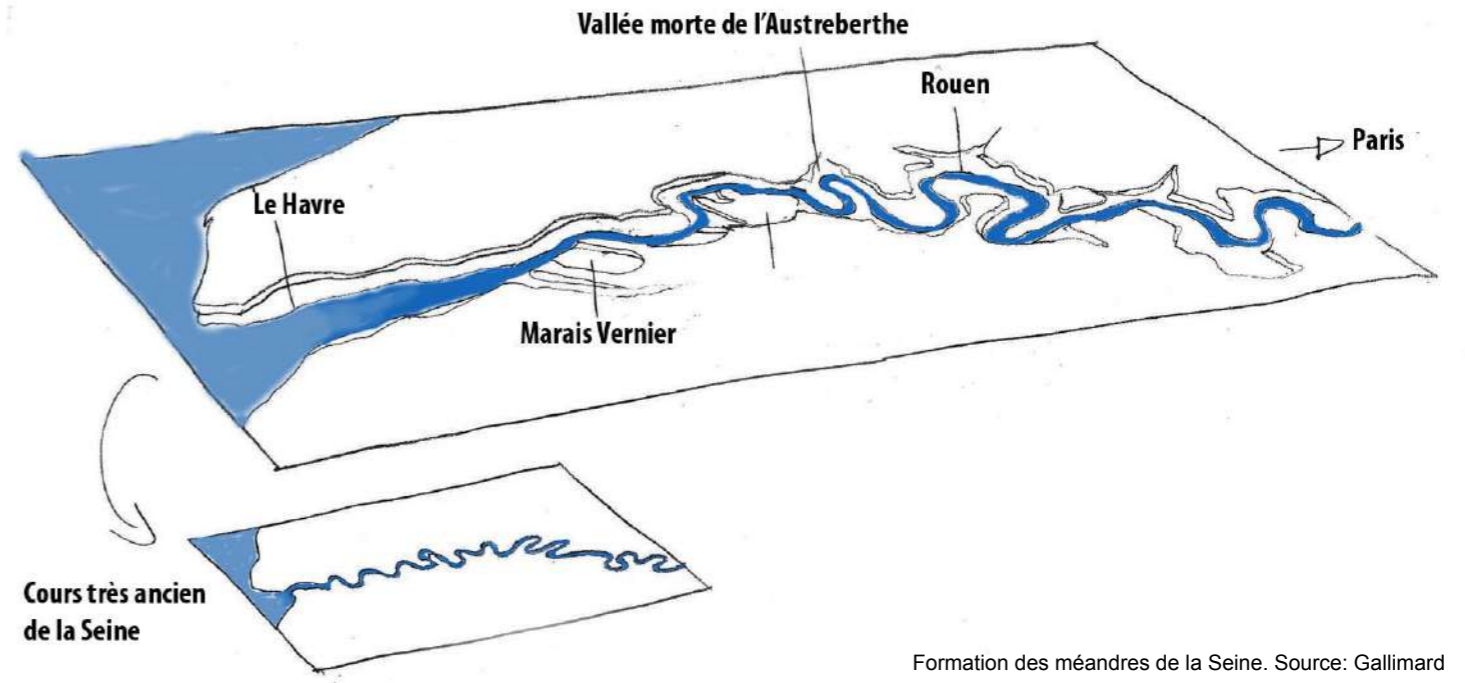 Vallée morte de l'Austreberthe
Rouen
Paris
Le Havre
Marais Vernier
Cours très ancien
de la Seine
Formation des méandres de la Seine. Source: Gallimard